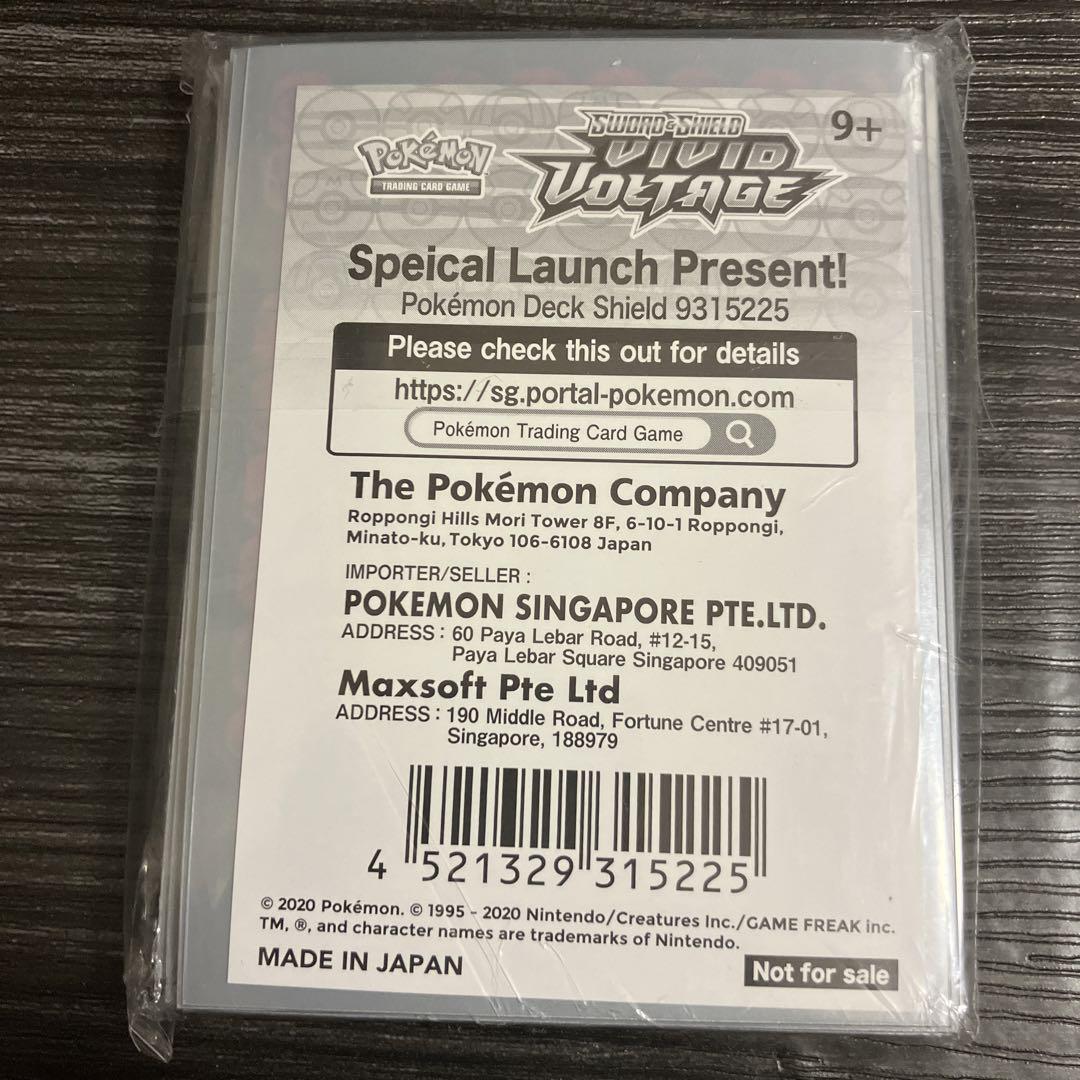 Pokémon
TRADING CARD GAME
SWORD & SHIELD
VIVID
VOLTAGE
9+
Speical Launch Present!
Pokémon Deck Shield 9315225
Please check this out for details
https://sg.portal-pokemon.com
Pokémon Trading Card Game
The Pokémon Company
Roppongi Hills Mori Tower 8F, 6-10-1 Roppongi,
Minato-ku, Tokyo 106-6108 Japan
IMPORTER/SELLER :
POKEMON SINGAPORE PTE.LTD.
ADDRESS : 60 Paya Lebar Road, #12-15,
Paya Lebar Square Singapore 409051
Maxsoft Pte Ltd
ADDRESS : 190 Middle Road, Fortune Centre #17-01,
Singapore, 188979
4 521329 315225
© 2020 Pokémon. © 1995 - 2020 Nintendo/Creatures Inc./GAME FREAK inc.
TM, ®, and character names are trademarks of Nintendo.
MADE IN JAPAN
Not for sale